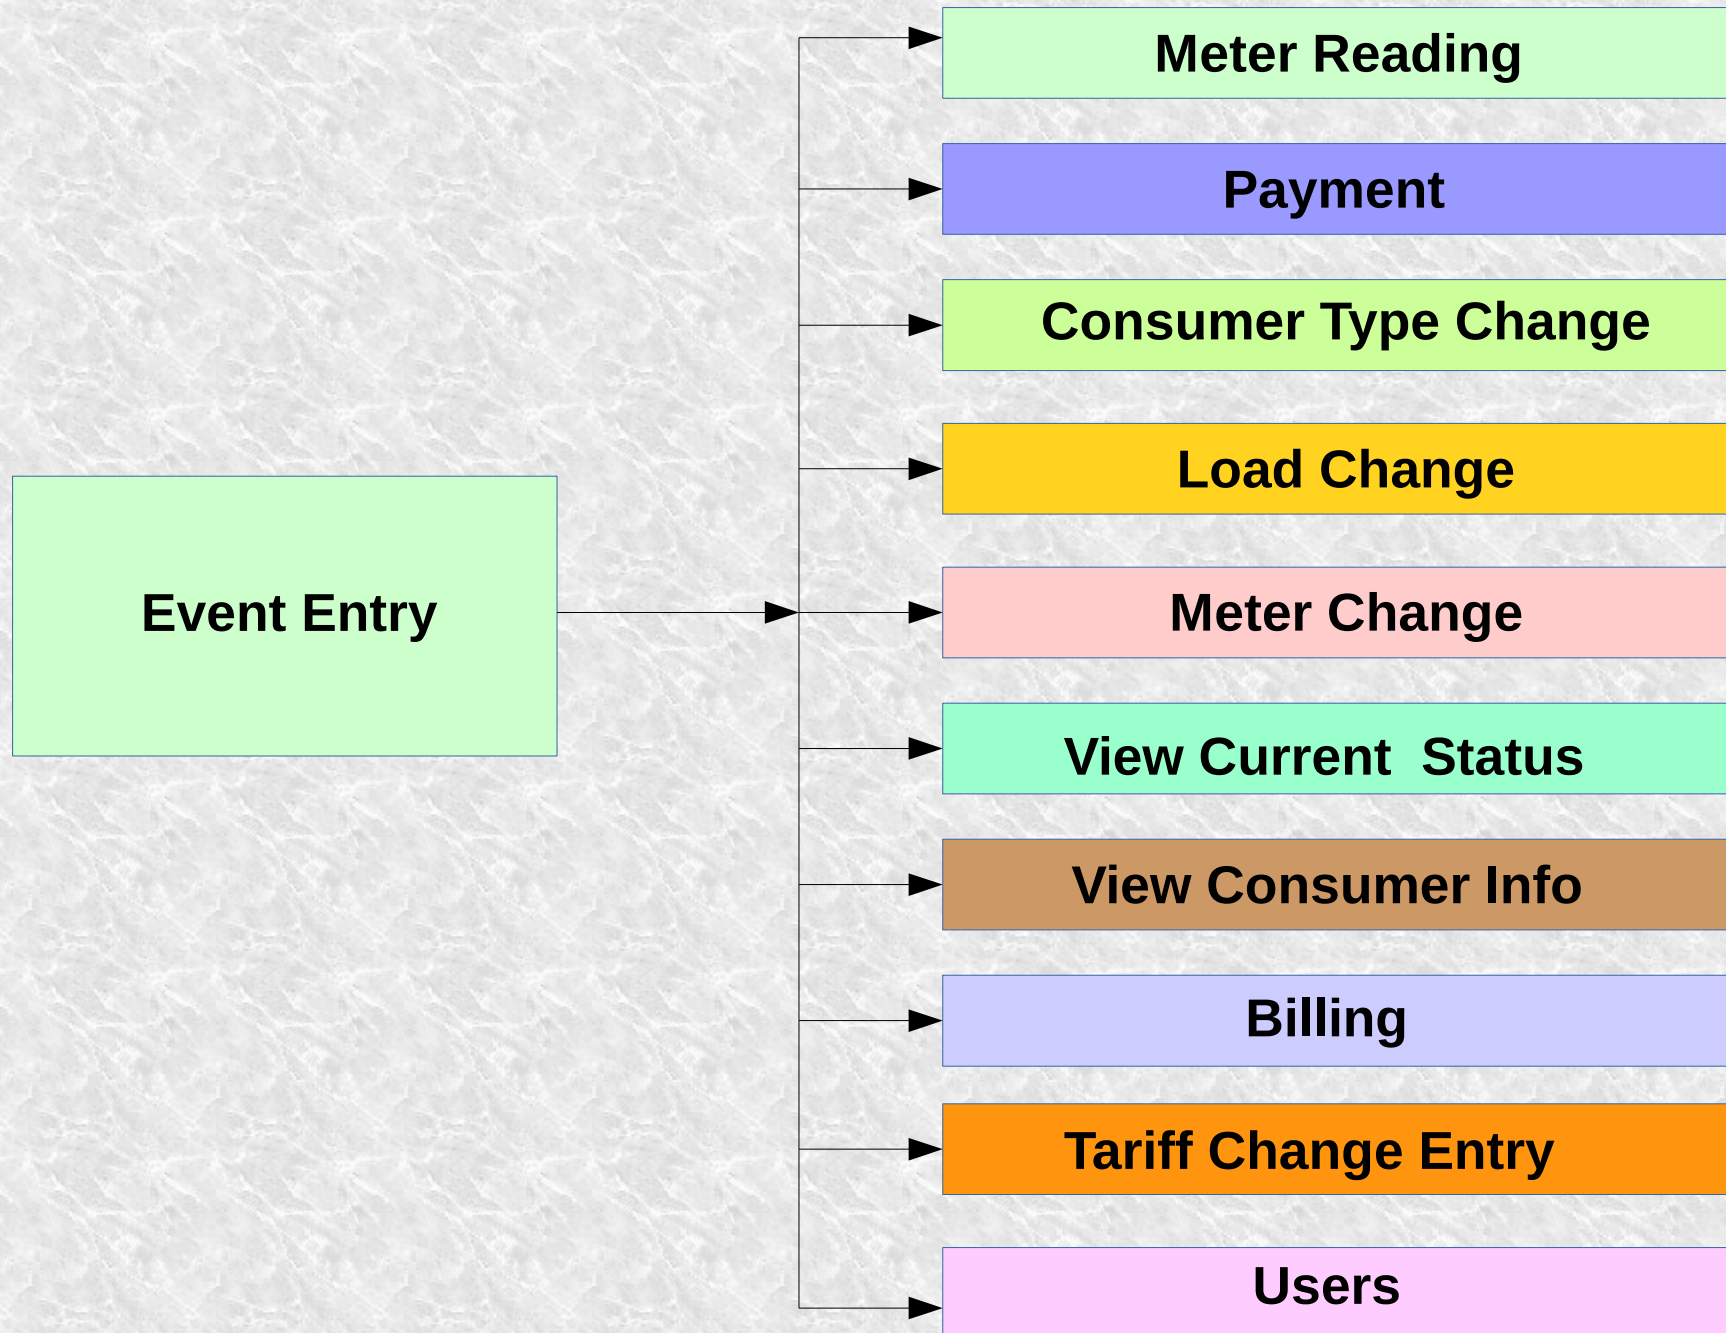 Meter Reading
Payment
Consumer Type Change
Load Change
Event Entry
Meter Change
View Current  Status
View Consumer Info
Billing
Tariff Change Entry
Users